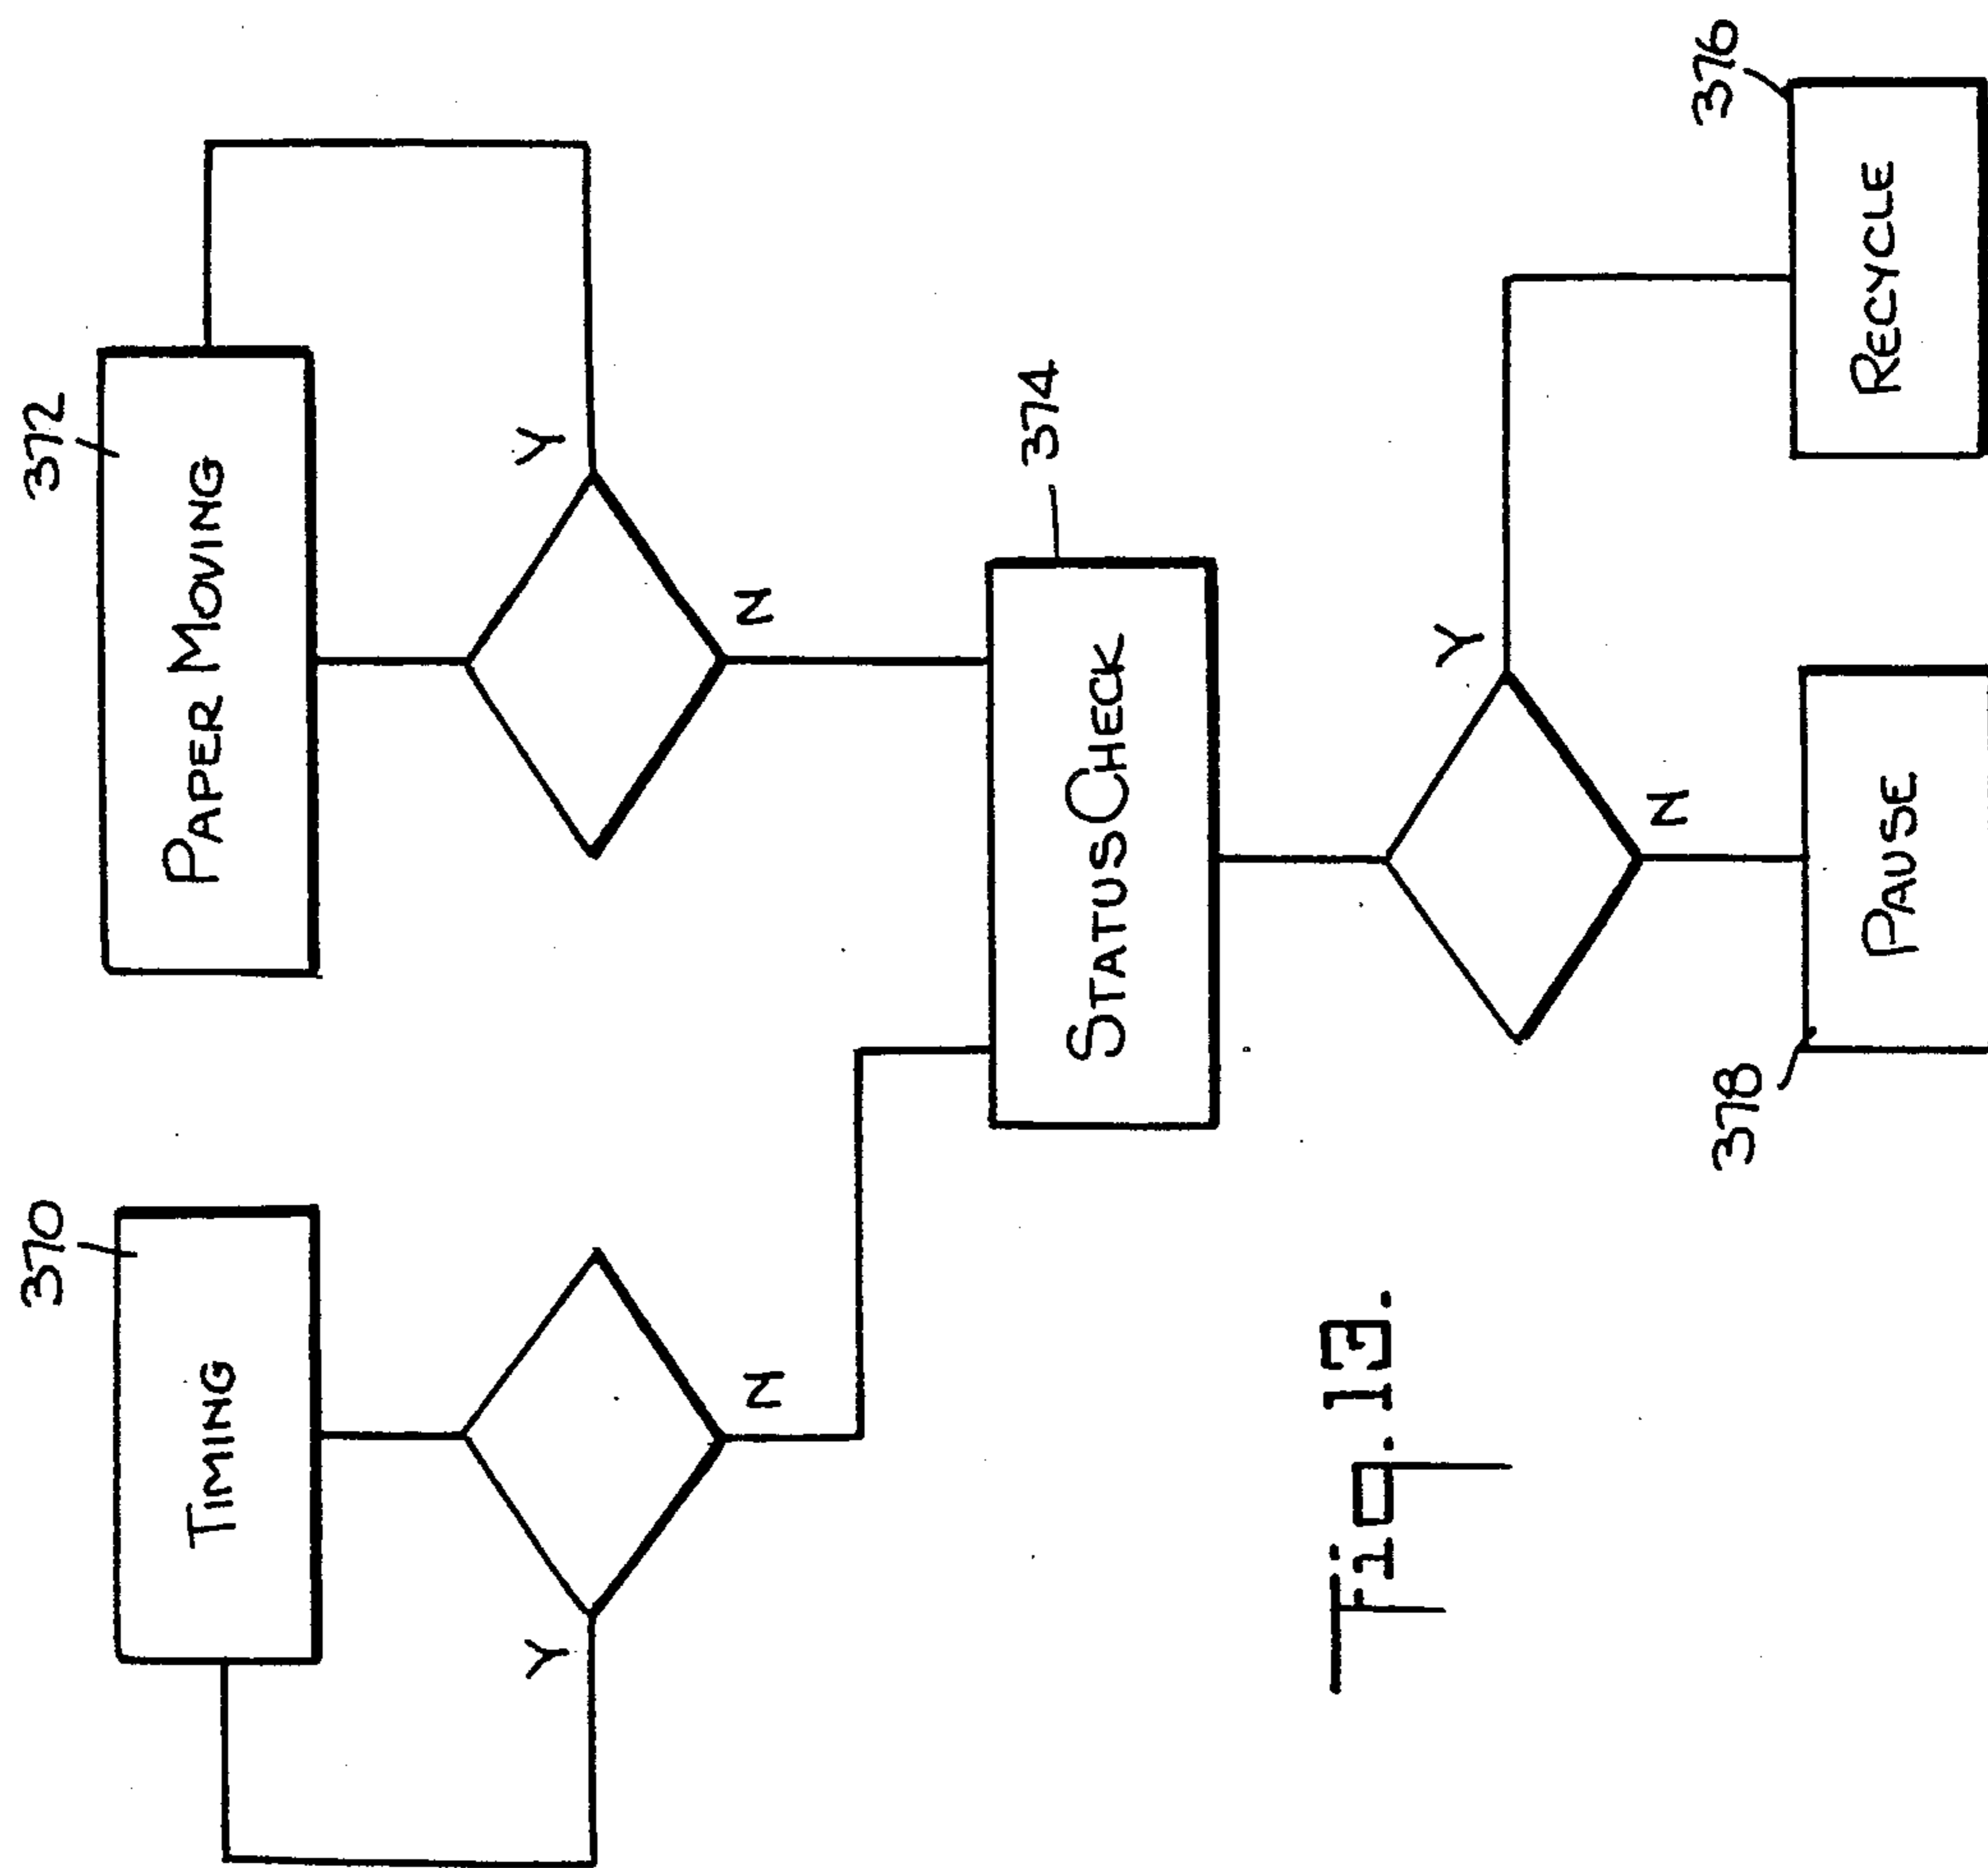 370
TIMING
Y
N
372
PAPER MOVING
Y
N
374
STATUS CHECK
Y
N
378
PAUSE
376
RECYCLE
Fig. 13.